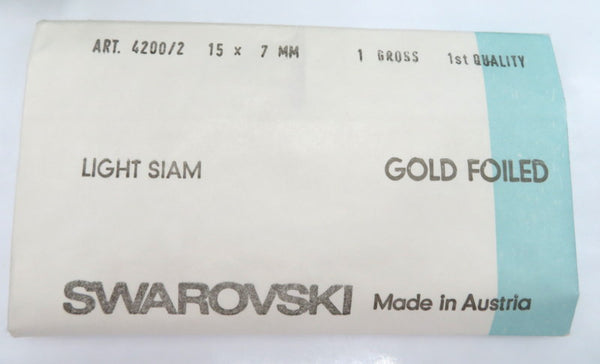 ART. 4200/2 15 x 7 MM 1 GROSS 1st QUALITY
LIGHT SIAM GOLD FOILED
SWAROVSKI Made in Austria